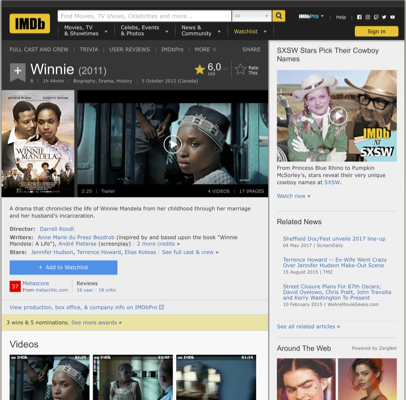 IMDb
Find Movies, TV shows, Celebrities and more...
All
Movies, TV
& Showtimes
Celebs, Events
& Photos
News &
Community
Watchlist
IMDbPro
Help
Sign in
FULL CAST AND CREW | TRIVIA | USER REVIEWS | IMDbPro | MORE
SHARE
Winnie (2011)
1h 44min | Biography, Drama, History | 5 October 2012 (Canada)
6,0
Rate
This
WINNIE
MANDELA
2:25 | Trailer
4 VIDEOS | 17 IMAGES
A drama that chronicles the life of Winnie Mandela from her childhood through her marriage
and her husband's incarceration.
Director: Darrell Roodt
Writers: Anne Marie du Preez Bezdrob (inspired by and based upon the book "Winnie
Mandela: A Life"), André Pieterse (screenplay) | 2 more credits »
Stars: Jennifer Hudson, Terrence Howard, Elias Koteas | See full cast & crew »
+ Add to Watchlist
37
Metascore
From metacritic.com
Reviews
16 user | 18 critic
View production, box office, & company info on IMDbPro
3 wins & 5 nominations. See more awards »
Videos
SXSW Stars Pick Their Cowboy
Names
IMDb
AT
SXSW
From Princess Blue Rhino to Pumpkin
McSorley's, stars reveal their very unique
cowboy names at SXSW.
Watch now »
Related News
Sheffield Doc/Fest unveils 2017 line-up
04 May 2017 | ScreenDaily
Terrence Howard -- Ex-Wife Went Crazy
Over Jennifer Hudson Make-Out Scene
15 August 2015 | TMZ
Street Closure Plans For 87th Oscars;
David Oyelowo, Chris Pratt, John Travolta
and Kerry Washington To Present
10 February 2015 | WeAreMovieGeeks.com
See all related articles »
Around The Web
Powered by ZergNet